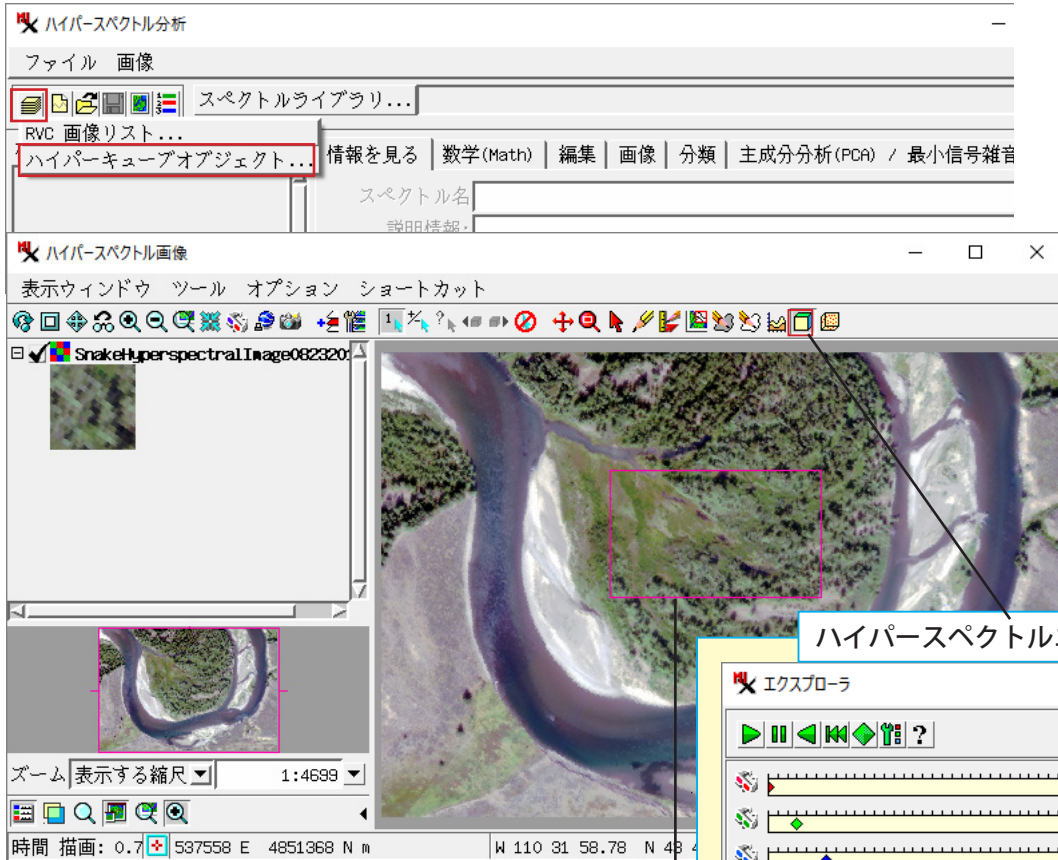 ハイパースペクトル分析
ファイル 画像
スペクトルライブラリ...
RVC 画像リスト...
ハイパーキューブオブジェクト...
情報を見る 数学(Math) 編集 画像 分類 主成分分析(PCA) / 最小信号雑音
スペクトル名
説明情報:
ハイパースペクトル画像
表示ウィンドウ ツール オプション ショートカット
SnakeHyperspectralImage082320
ハイパースペクトル
エクスプローラ
ズーム 表示する縮尺 1:4699
時間 描画: 0.7 537558 E 4851368 N m W 110 31 58.78 N 43